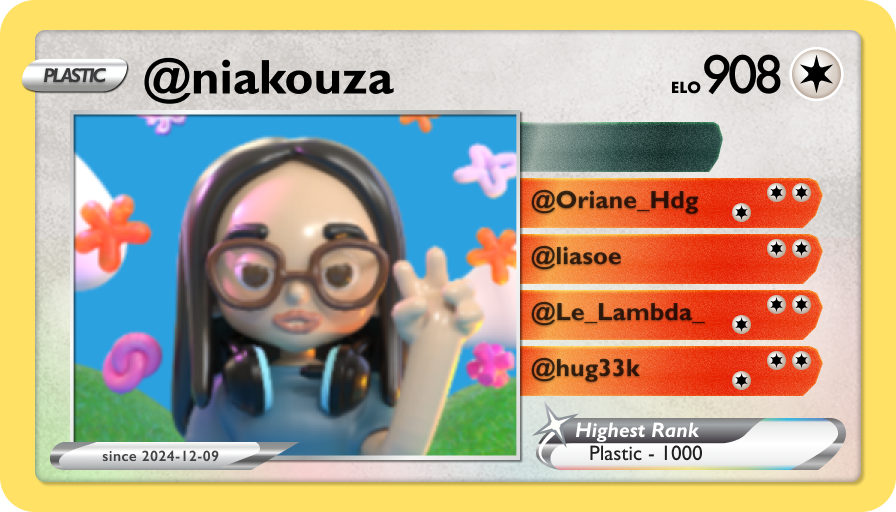 PLASTIC
@niakouza
ELO 908
@Oriane_Hdg
@liasoe
@Le_Lambda_
@hug33k
Highest Rank
Plastic - 1000
since 2024-12-09